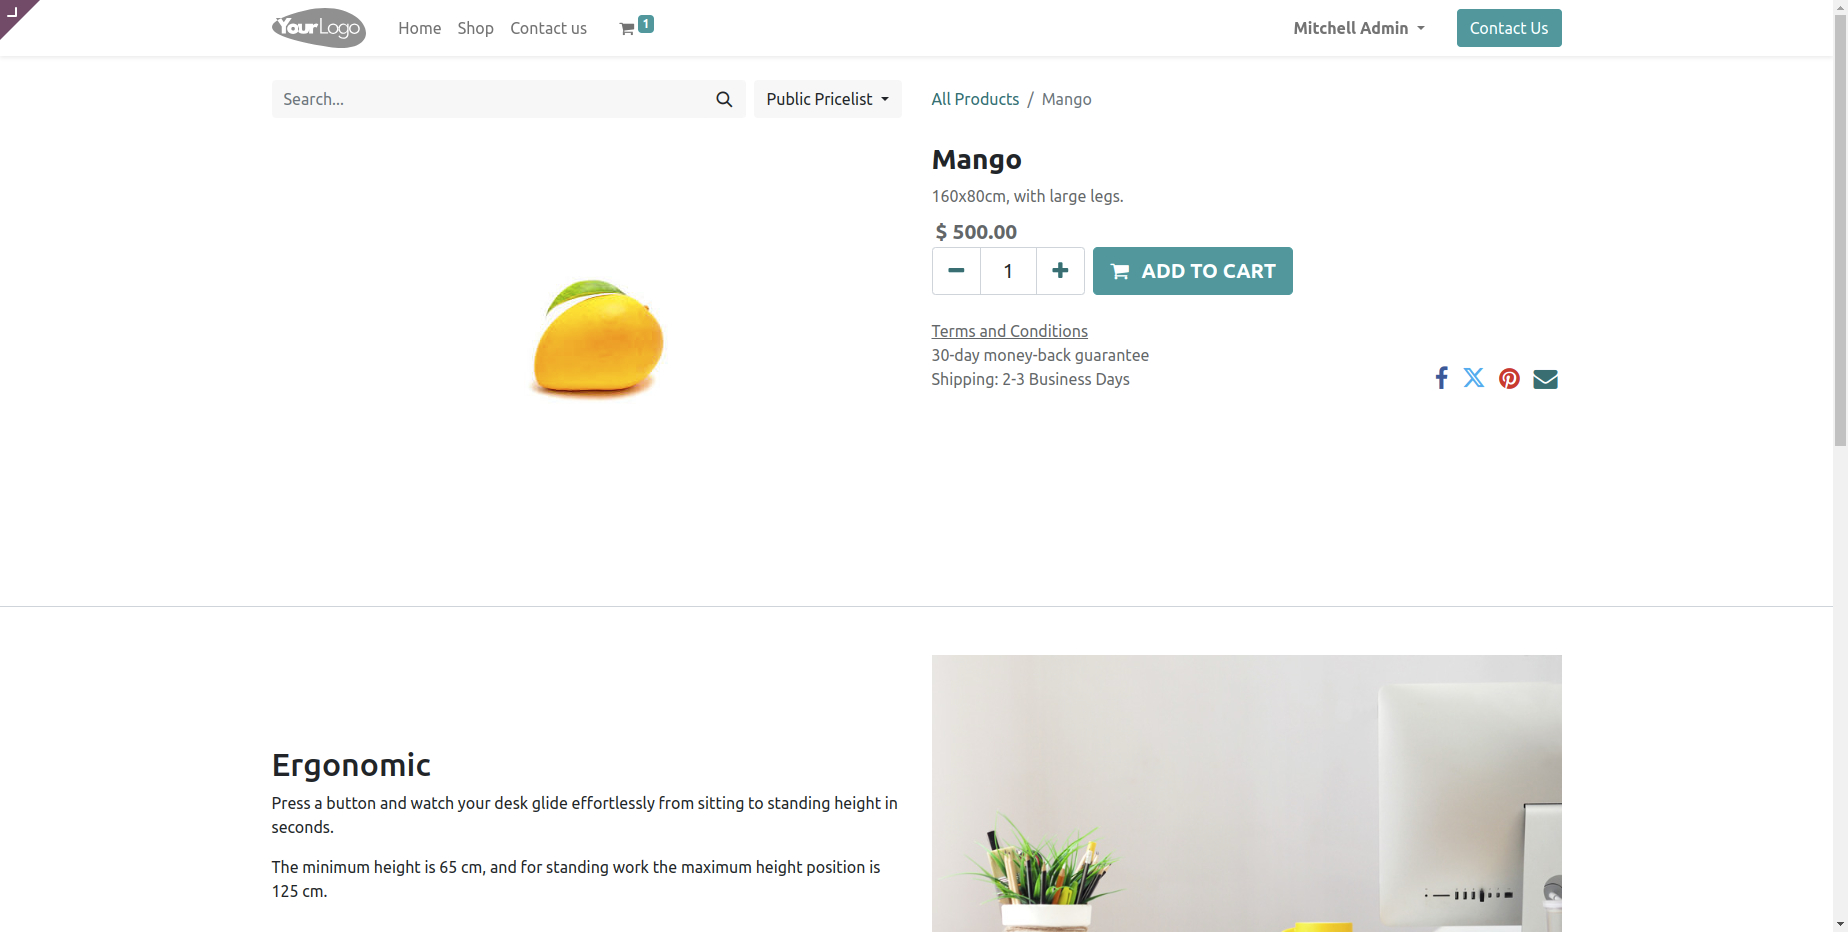 YourLogo
Home
Shop
Contact us
1
Mitchell Admin
Contact Us
Search...
Public Pricelist
All Products / Mango
Mango
160x80cm, with large legs.
$ 500.00
1
ADD TO CART
Terms and Conditions
30-day money-back guarantee
Shipping: 2-3 Business Days
Ergonomic
Press a button and watch your desk glide effortlessly from sitting to standing height in
seconds.
The minimum height is 65 cm, and for standing work the maximum height position is
125 cm.